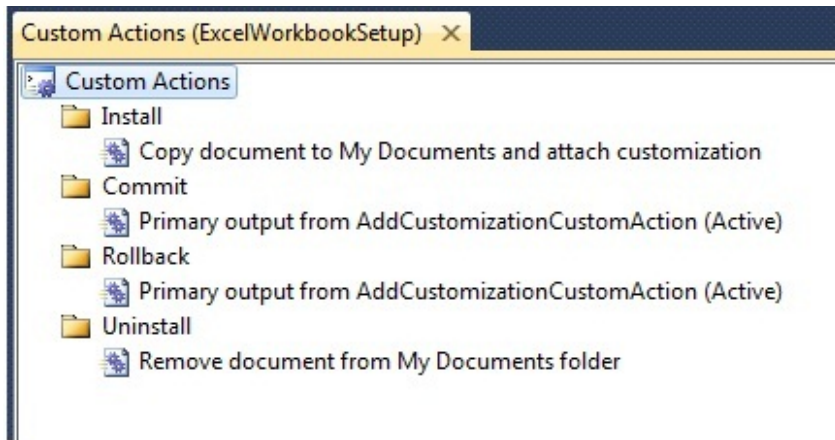 Custom Actions (ExcelWorkbookSetup)
Custom Actions
Install
Copy document to My Documents and attach customization
Commit
Primary output from AddCustomizationCustomAction (Active)
Rollback
Primary output from AddCustomizationCustomAction (Active)
Uninstall
Remove document from My Documents folder